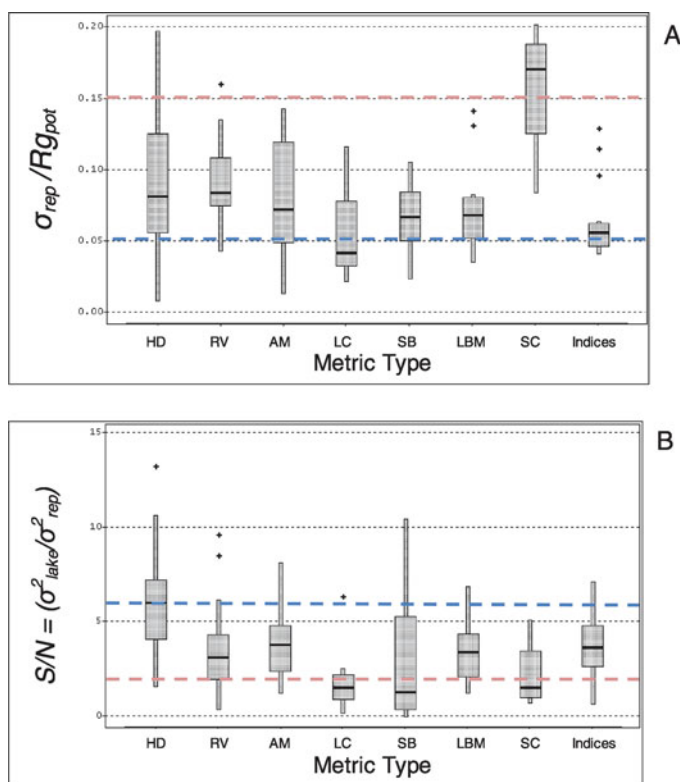 A
0.20
0.15
0.10
0.05
0.00
σrep/Rgpot
HD RV AM LC SB LBM SC Indices
Metric Type
B
15
10
5
0
S/N = (σ²lake/σ²rep)
HD RV AM LC SB LBM SC Indices
Metric Type